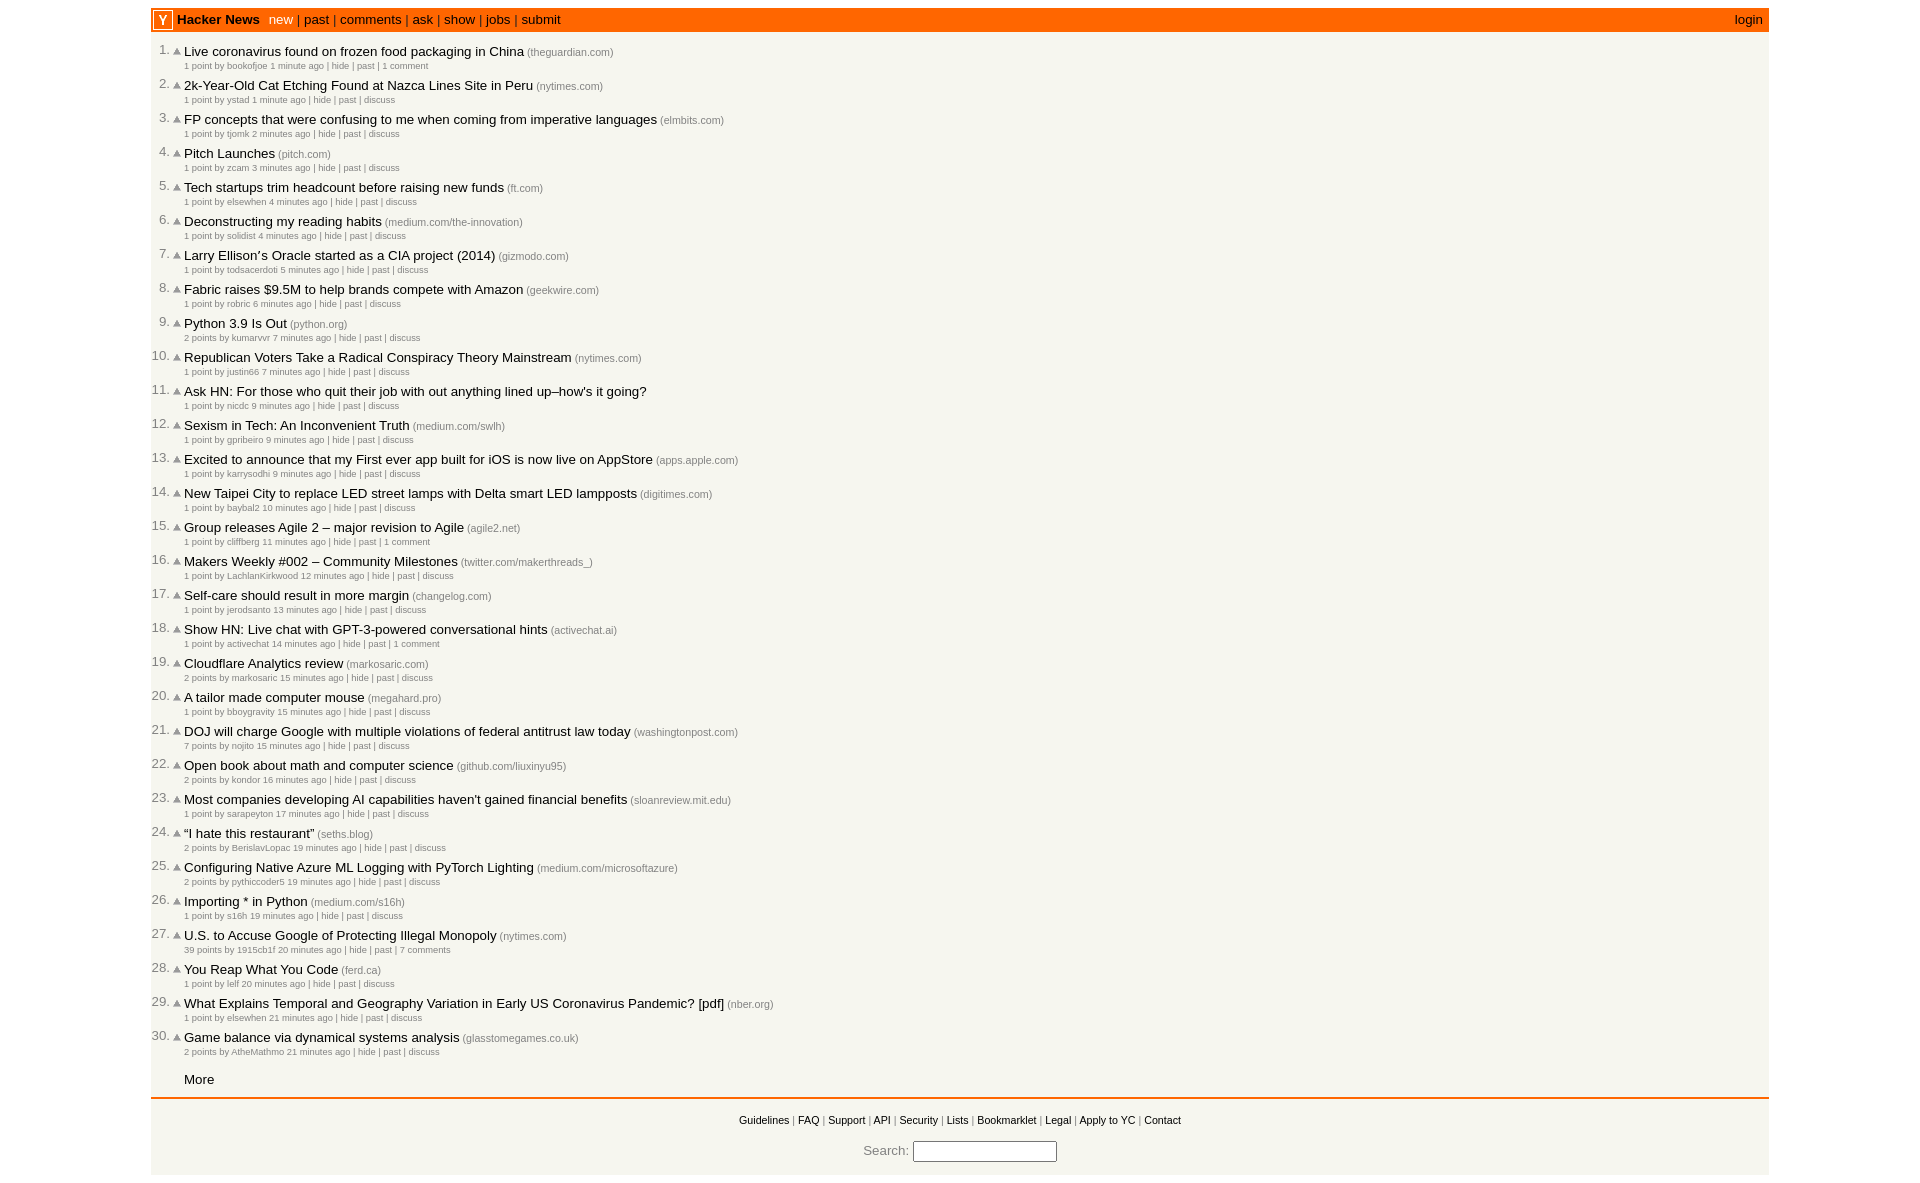 Y Hacker News new | past | comments | ask | show | jobs | submit login
1. Live coronavirus found on frozen food packaging in China (theguardian.com)
1 point by bookofjoe 1 minute ago | hide | past | 1 comment
2. 2k-Year-Old Cat Etching Found at Nazca Lines Site in Peru (nytimes.com)
1 point by ystad 1 minute ago | hide | past | discuss
3. FP concepts that were confusing to me when coming from imperative languages (elmbits.com)
1 point by tjomk 2 minutes ago | hide | past | discuss
4. Pitch Launches (pitch.com)
1 point by zcam 3 minutes ago | hide | past | discuss
5. Tech startups trim headcount before raising new funds (ft.com)
1 point by elsewhen 4 minutes ago | hide | past | discuss
6. Deconstructing my reading habits (medium.com/the-innovation)
1 point by solidist 4 minutes ago | hide | past | discuss
7. Larry Ellison′s Oracle started as a CIA project (2014) (gizmodo.com)
1 point by todsacerdoti 5 minutes ago | hide | past | discuss
8. Fabric raises $9.5M to help brands compete with Amazon (geekwire.com)
1 point by robric 6 minutes ago | hide | past | discuss
9. Python 3.9 Is Out (python.org)
2 points by kumarvvr 7 minutes ago | hide | past | discuss
10. Republican Voters Take a Radical Conspiracy Theory Mainstream (nytimes.com)
1 point by justin66 7 minutes ago | hide | past | discuss
11. Ask HN: For those who quit their job with out anything lined up–how's it going?
1 point by nicdc 9 minutes ago | hide | past | discuss
12. Sexism in Tech: An Inconvenient Truth (medium.com/swlh)
1 point by gpribeiro 9 minutes ago | hide | past | discuss
13. Excited to announce that my First ever app built for iOS is now live on AppStore (apps.apple.com)
1 point by karrysodhi 9 minutes ago | hide | past | discuss
14. New Taipei City to replace LED street lamps with Delta smart LED lampposts (digitimes.com)
1 point by baybal2 10 minutes ago | hide | past | discuss
15. Group releases Agile 2 – major revision to Agile (agile2.net)
1 point by cliffberg 11 minutes ago | hide | past | 1 comment
16. Makers Weekly #002 – Community Milestones (twitter.com/makerthreads_)
1 point by LachlanKirkwood 12 minutes ago | hide | past | discuss
17. Self-care should result in more margin (changelog.com)
1 point by jerodsanto 13 minutes ago | hide | past | discuss
18. Show HN: Live chat with GPT-3-powered conversational hints (activechat.ai)
1 point by activechat 14 minutes ago | hide | past | 1 comment
19. Cloudflare Analytics review (markosaric.com)
2 points by markosaric 15 minutes ago | hide | past | discuss
20. A tailor made computer mouse (megahard.pro)
1 point by bboygravity 15 minutes ago | hide | past | discuss
21. DOJ will charge Google with multiple violations of federal antitrust law today (washingtonpost.com)
7 points by nojito 15 minutes ago | hide | past | discuss
22. Open book about math and computer science (github.com/liuxinyu95)
2 points by kondor 16 minutes ago | hide | past | discuss
23. Most companies developing AI capabilities haven't gained financial benefits (sloanreview.mit.edu)
1 point by sarapeyton 17 minutes ago | hide | past | discuss
24. “I hate this restaurant” (seths.blog)
2 points by BerislavLopac 19 minutes ago | hide | past | discuss
25. Configuring Native Azure ML Logging with PyTorch Lighting (medium.com/microsoftazure)
2 points by pythiccoder5 19 minutes ago | hide | past | discuss
26. Importing * in Python (medium.com/s16h)
1 point by s16h 19 minutes ago | hide | past | discuss
27. U.S. to Accuse Google of Protecting Illegal Monopoly (nytimes.com)
39 points by 1915cb1f 20 minutes ago | hide | past | 7 comments
28. You Reap What You Code (ferd.ca)
1 point by lelf 20 minutes ago | hide | past | discuss
29. What Explains Temporal and Geography Variation in Early US Coronavirus Pandemic? [pdf] (nber.org)
1 point by elsewhen 21 minutes ago | hide | past | discuss
30. Game balance via dynamical systems analysis (glasstomegames.co.uk)
2 points by AtheMathmo 21 minutes ago | hide | past | discuss
More
Guidelines | FAQ | Support | API | Security | Lists | Bookmarklet | Legal | Apply to YC | Contact
Search: